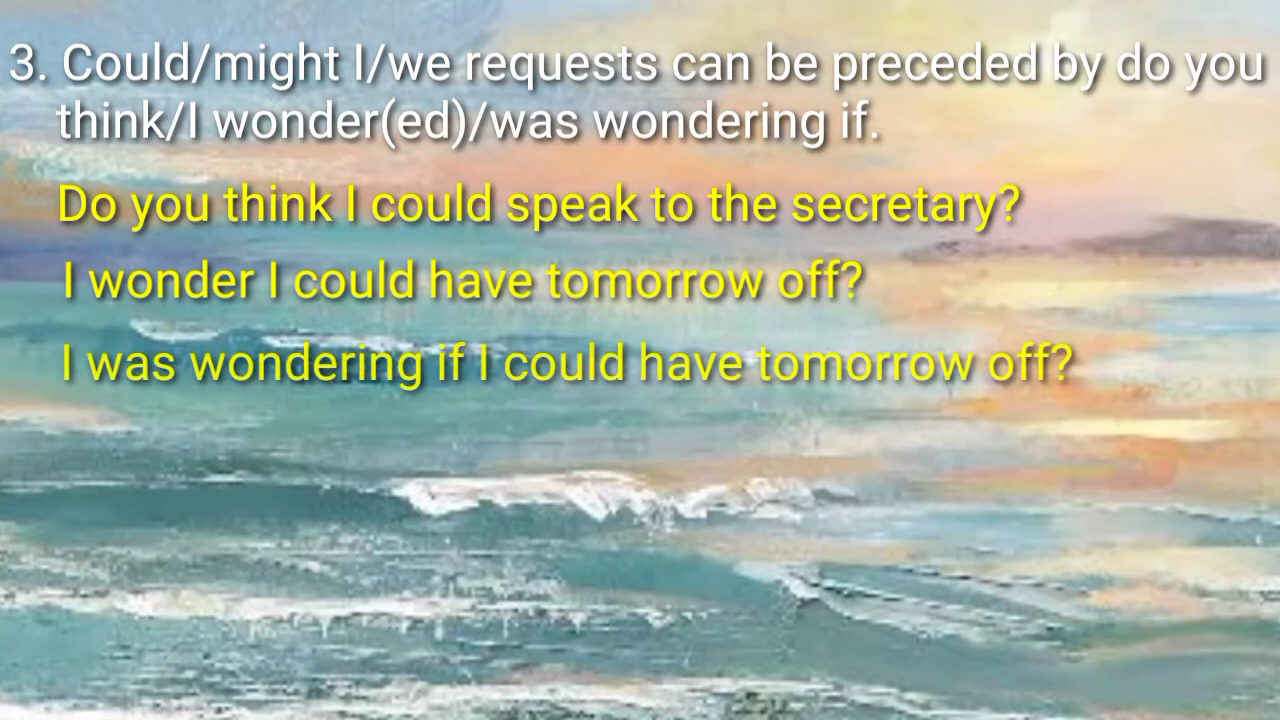 3. Could/might I/we requests can be preceded by do you
think/I wonder(ed)/was wondering if.
Do you think I could speak to the secretary?
I wonder I could have tomorrow off?
I was wondering if I could have tomorrow off?